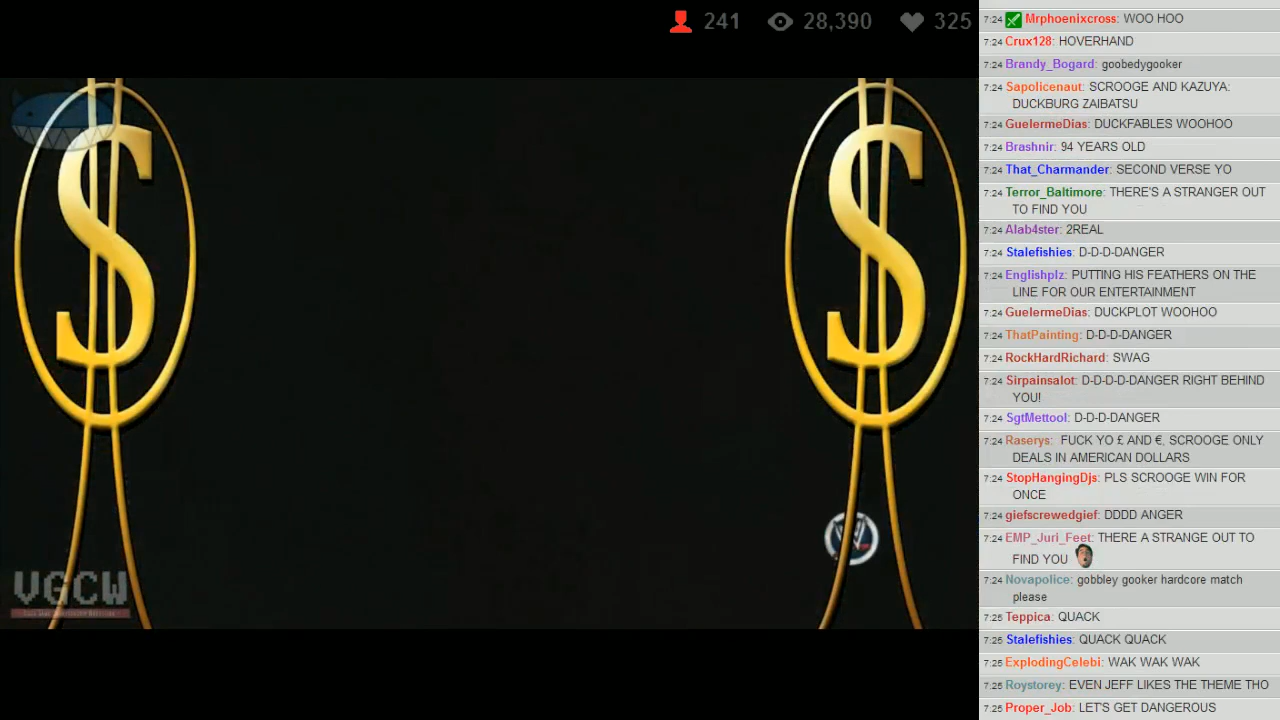 241 28,390 325
$ $
VGCW
W
7:24 Mrphoenixcross: WOO HOO
7:24 Crux128: HOVERHAND
7:24 Brandy_Bogard: goobedygooker
7:24 Sapolicenaut: SCROOGE AND KAZUYA:
DUCKBURG ZAIBATSU
7:24 GuelermeDias: DUCKFABLES WOOHOO
7:24 Brashnir: 94 YEARS OLD
7:24 That_Charmander: SECOND VERSE YO
7:24 Terror_Baltimore: THERE'S A STRANGER OUT
TO FIND YOU
7:24 Alab4ster: 2REAL
7:24 Stalefishies: D-D-D-DANGER
7:24 Englishplz: PUTTING HIS FEATHERS ON THE
LINE FOR OUR ENTERTAINMENT
7:24 GuelermeDias: DUCKPLOT WOOHOO
7:24 ThatPainting: D-D-D-DANGER
7:24 RockHardRichard: SWAG
7:24 Sirpainsalot: D-D-D-D-DANGER RIGHT BEHIND
YOU!
7:24 SgtMettool: D-D-D-DANGER
7:24 Raserys: FUCK YO £ AND €, SCROOGE ONLY
DEALS IN AMERICAN DOLLARS
7:24 StopHangingDjs: PLS SCROOGE WIN FOR
ONCE
7:24 giefscrewedgief: DDDD ANGER
7:24 EMP_Juri_Feet: THERE A STRANGE OUT TO
FIND YOU
7:24 Novapolice: gobbley gooker hardcore match
please
7:25 Teppica: QUACK
7:25 Stalefishies: QUACK QUACK
7:25 ExplodingCelebi: WAK WAK WAK
7:25 Roystorey: EVEN JEFF LIKES THE THEME THO
7:25 Proper_Job: LET'S GET DANGEROUS